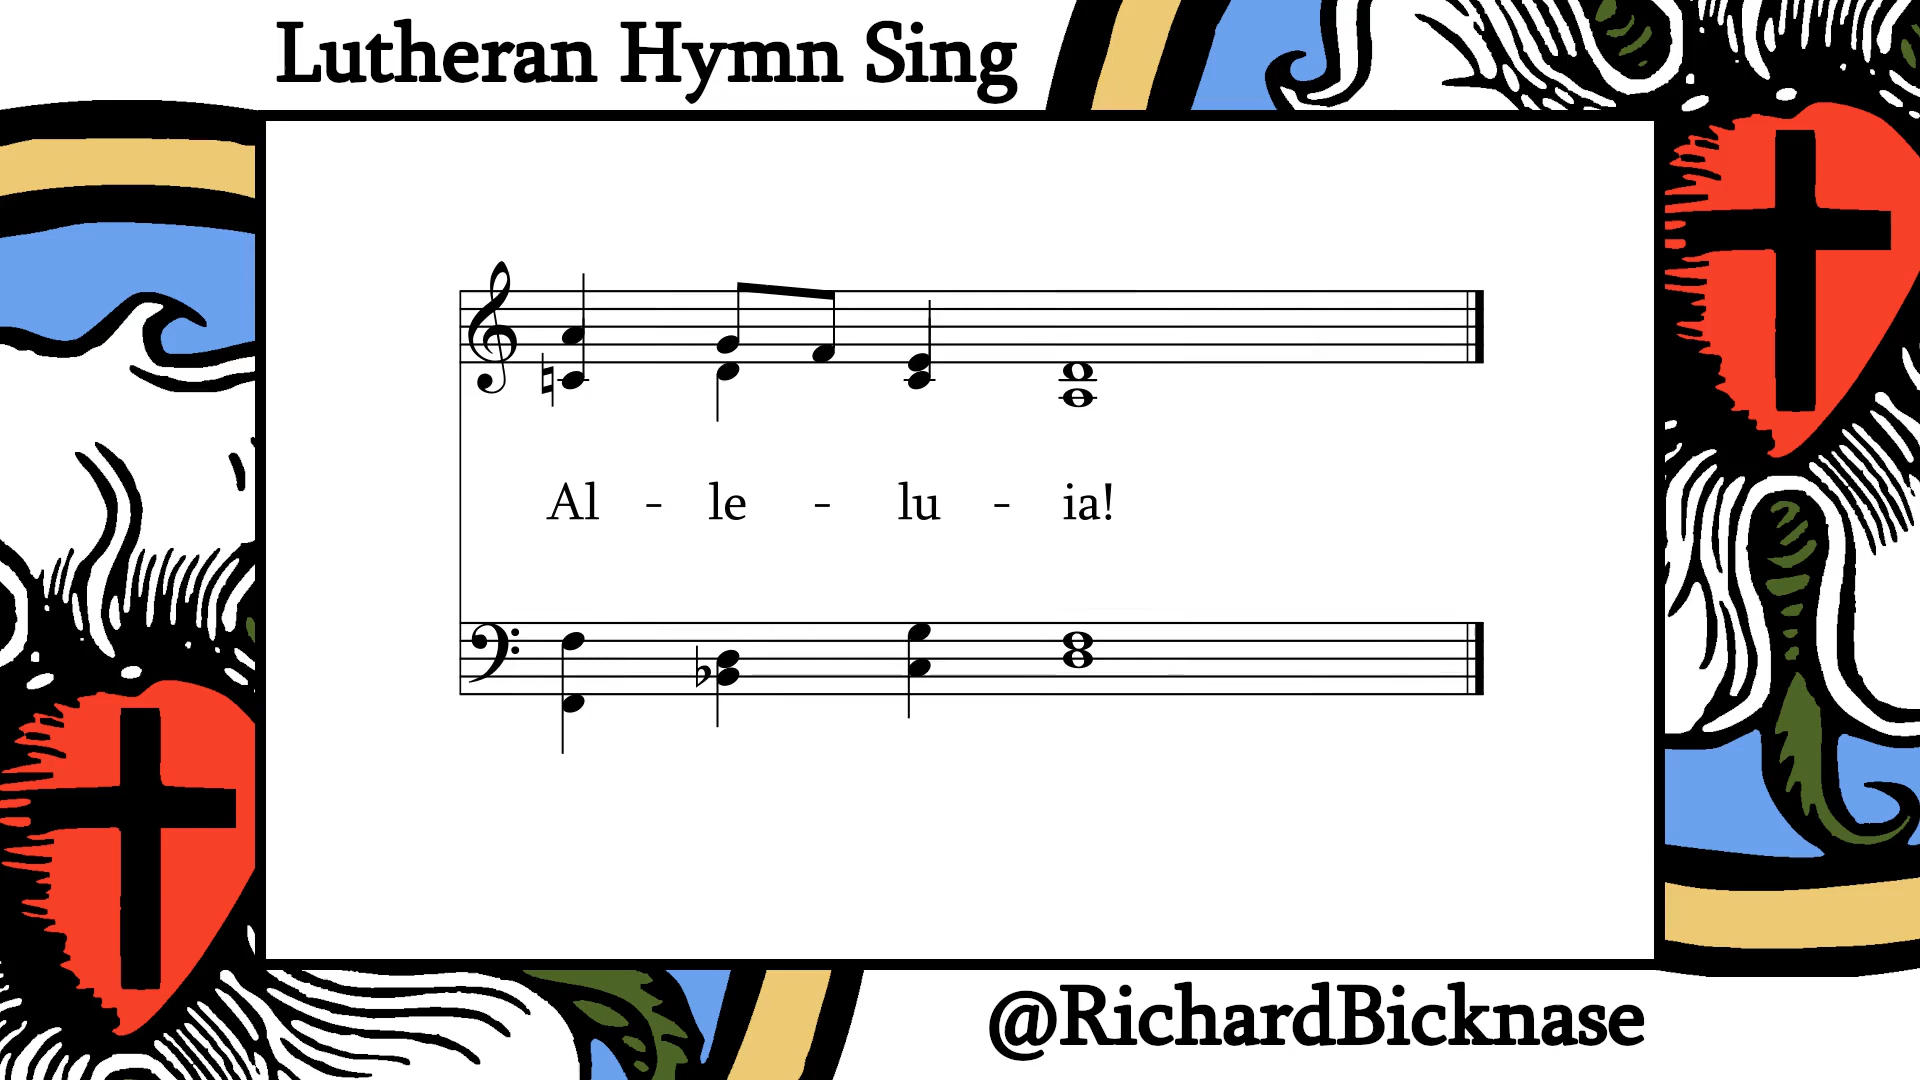 Lutheran Hymn Sing
Al - le - lu - ia!
@RichardBicknase